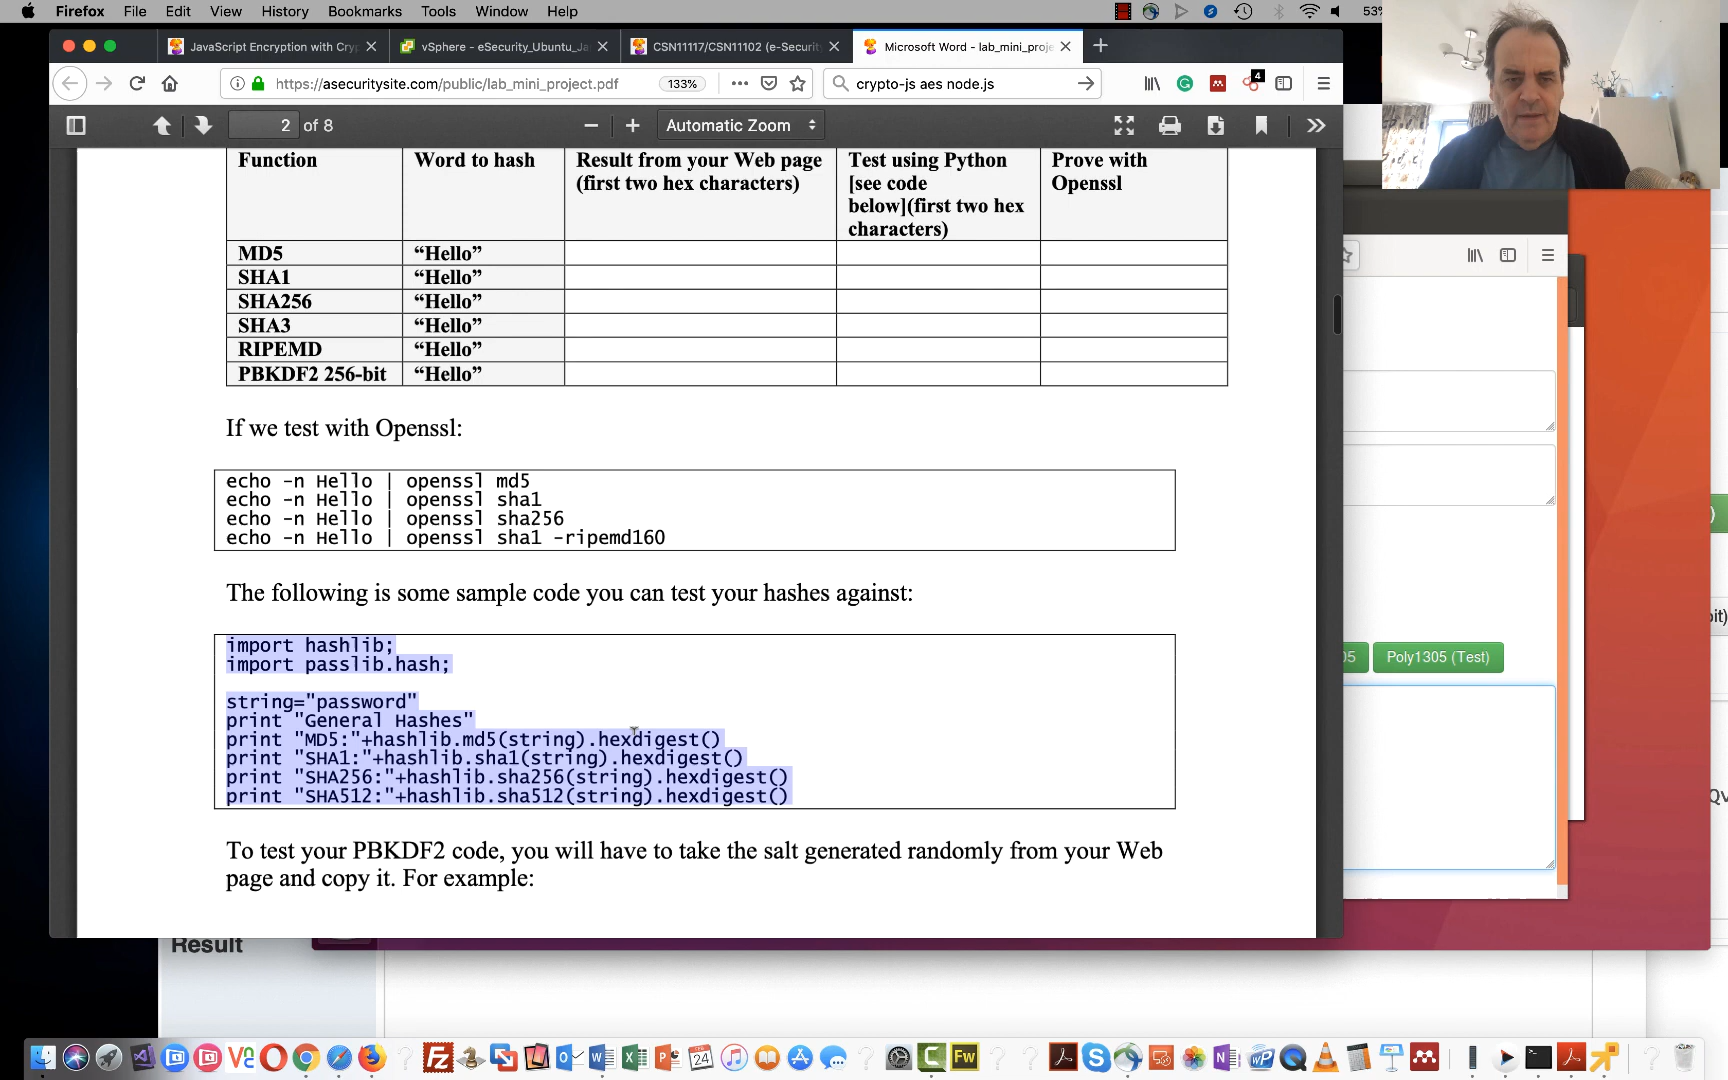 Firefox File Edit View History Bookmarks Tools Window Help
JavaScript Encryption with Cry
vSphere - eSecurity_Ubuntu_Ja
CSN11117/CSN11102 (e-Securit
Microsoft Word - lab_mini_proje
https://asecuritysite.com/public/lab_mini_project.pdf
133%
crypto-js aes node.js
4
2 of 8
Automatic Zoom
Function
Word to hash
Result from your Web page (first two hex characters)
Test using Python [see code below](first two hex characters)
Prove with Openssl
MD5 “Hello”
SHA1 “Hello”
SHA256 “Hello”
SHA3 “Hello”
RIPEMD “Hello”
PBKDF2 256-bit “Hello”
If we test with Openssl:
echo -n Hello | openssl md5
echo -n Hello | openssl sha1
echo -n Hello | openssl sha256
echo -n Hello | openssl sha1 -ripemd160
The following is some sample code you can test your hashes against:
import hashlib;
import passlib.hash;
string="password"
print "General Hashes"
print "MD5:"+hashlib.md5(string).hexdigest()
print "SHA1:"+hashlib.sha1(string).hexdigest()
print "SHA256:"+hashlib.sha256(string).hexdigest()
print "SHA512:"+hashlib.sha512(string).hexdigest()
To test your PBKDF2 code, you will have to take the salt generated randomly from your Web
page and copy it. For example:
05
Poly1305 (Test)
Result